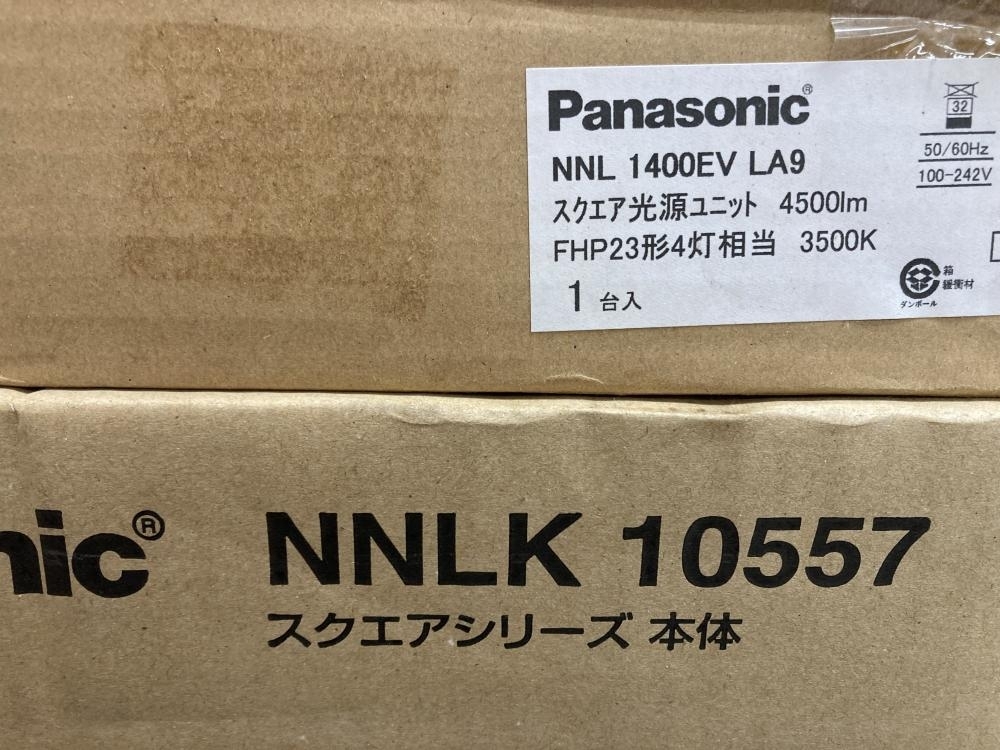 Panasonic®
NNL 1400EV LA9
スクエア光源ユニット 4500lm
FHP23形4灯相当 3500K
1台入
32
50/60Hz
100-242V
箱
緩衝材
ダンボール
nic®
NNLK 10557
スクエアシリーズ 本体